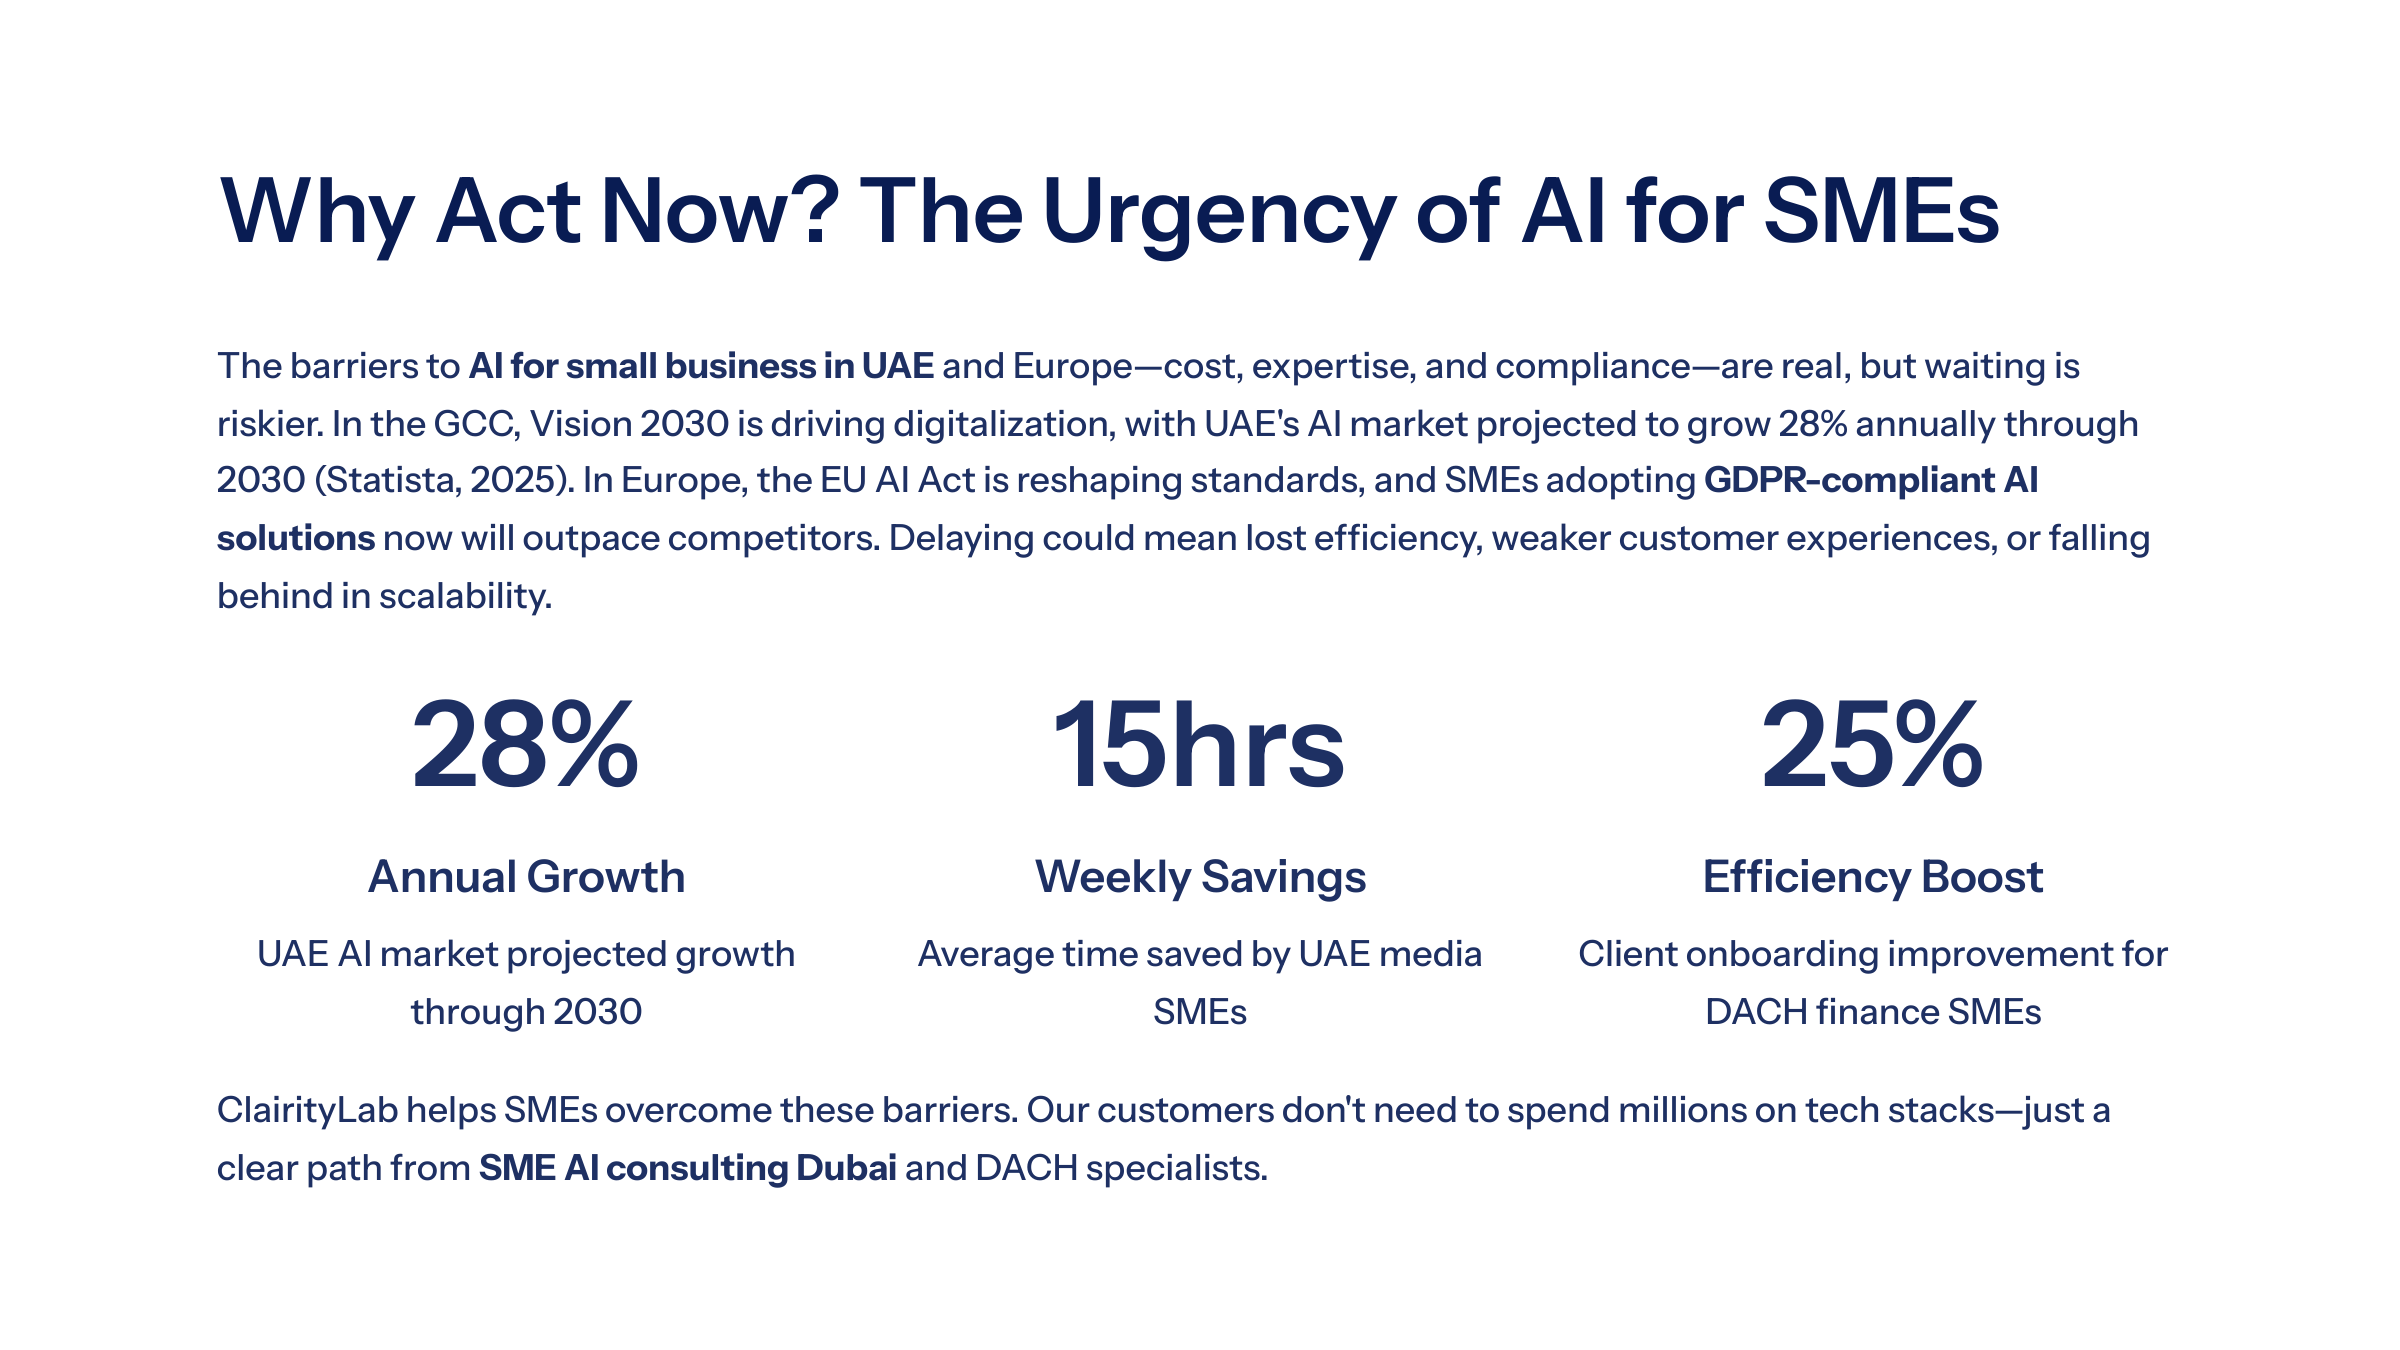 Why Act Now? The Urgency of AI for SMEs
The barriers to AI for small business in UAE and Europe—cost, expertise, and compliance—are real, but waiting is
riskier. In the GCC, Vision 2030 is driving digitalization, with UAE's AI market projected to grow 28% annually through
2030 (Statista, 2025). In Europe, the EU AI Act is reshaping standards, and SMEs adopting GDPR-compliant AI
solutions now will outpace competitors. Delaying could mean lost efficiency, weaker customer experiences, or falling
behind in scalability.
28%
Annual Growth
UAE AI market projected growth
through 2030
15hrs
Weekly Savings
Average time saved by UAE media
SMEs
25%
Efficiency Boost
Client onboarding improvement for
DACH finance SMEs
ClairityLab helps SMEs overcome these barriers. Our customers don't need to spend millions on tech stacks—just a
clear path from SME AI consulting Dubai and DACH specialists.